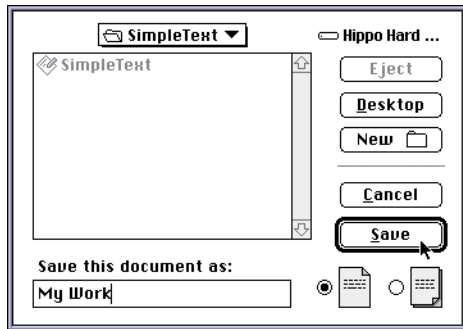 SimpleText
Hippo Hard ...
SimpleText
Eject
Desktop
New
Cancel
Save
Save this document as:
My Work